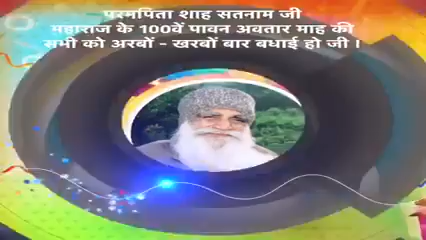 परमपिता शाह सतनाम जी
महाराज के 100वें पावन अवतार माह की
सभी को अरबों - खरबों बार बधाई हो जी ।